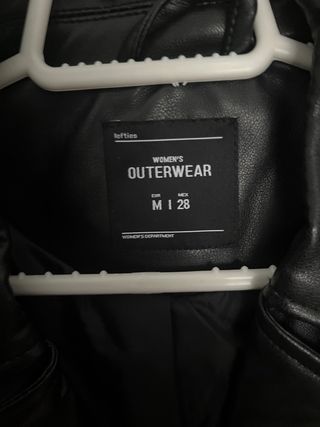 lefties
WOMEN'S
OUTERWEAR
EUR MEX
M | 28
WOMEN'S DEPARTMENT